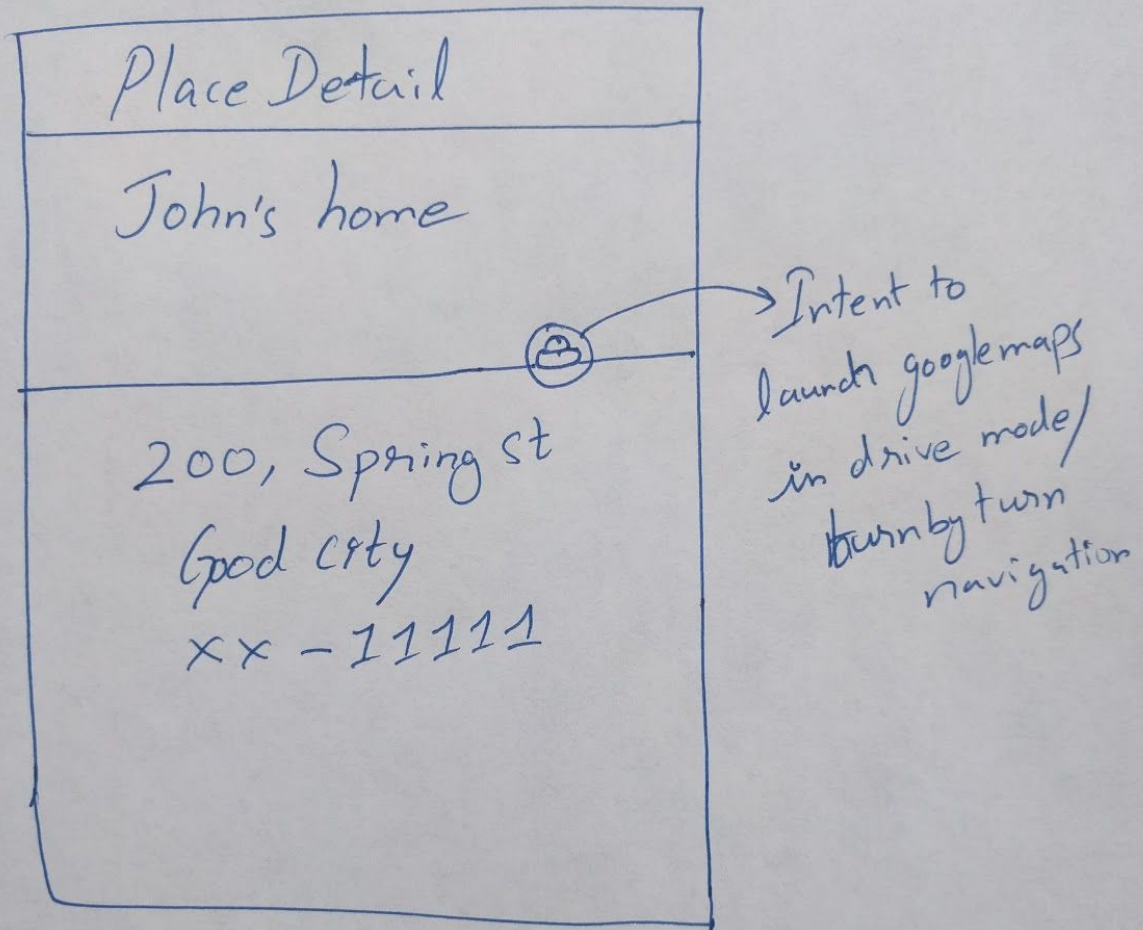 Place Detail
John's home
200, Spring st
Good city
xx - 11111
Intent to
launch googlemaps
in drive mode/
turn by turn
navigation